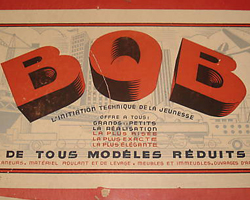 BOB
L'INITIATION TECHNIQUE DE LA JEUNESSE
OFFRE A TOUS:
GRANDS ET PETITS
LA RÉALISATION
LA PLUS AISÉE
LA PLUS EXACTE
LA PLUS ÉLÉGANTE
DE TOUS MODÈLES RÉDUITS
MATÉRIEL ROULANT ET DE LEVAGE, MEUBLES ET IMMEUBLES, OUVRAGES